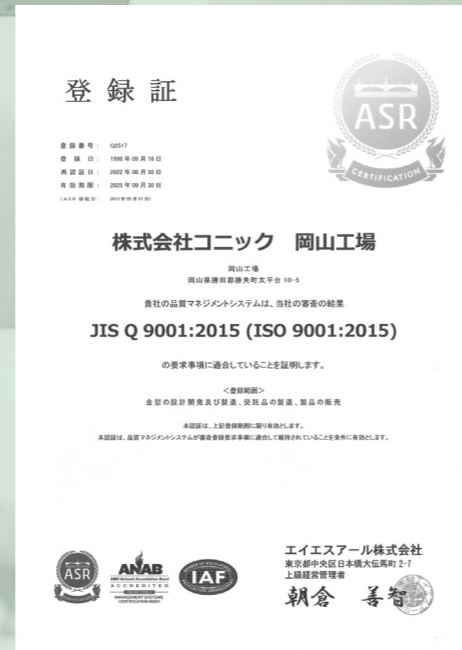 登録証
ASR
CERTIFICATION
登録番号: Q2517
登録日: 1998年09月18日
再認証日: 2022年08月30日
有効期限: 2025年09月30日
株式会社コニック 岡山工場
岡山工場
岡山県勝田郡勝央町太平台 10-5
貴社の品質マネジメントシステムは、当社の審査の結果
JIS Q 9001:2015 (ISO 9001:2015)
の要求事項に適合していることを証明します。
<登録範囲>
金型の設計開発及び製造、受託品の製造、製品の販売
本認証は、上記登録範囲に限り有効とします。
本認証は、品質マネジメントシステムが審査登録要求事項に適合して維持されていることを条件に有効とします。
エイエスアール株式会社
東京都中央区日本橋大伝馬町 2-7
上級経営管理者
朝倉 善智
ASR
ANAB
ANSI National Accreditation Board
ACCREDITED
MANAGEMENT SYSTEMS
CERTIFICATION BODY
IAF